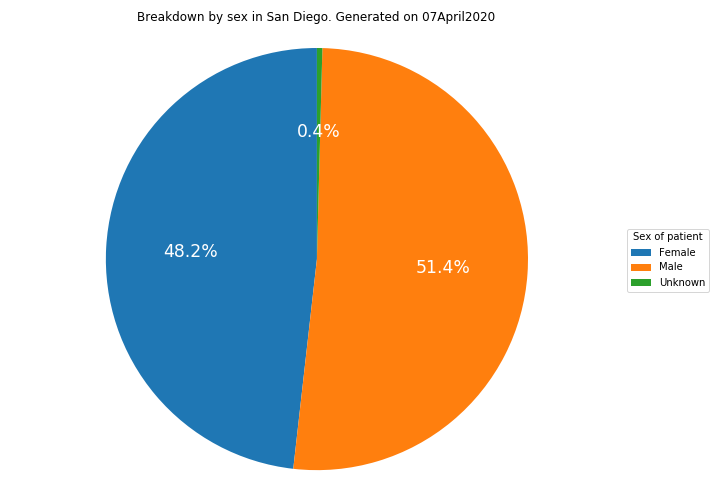 Breakdown by sex in San Diego. Generated on 07April2020
0.4%
48.2%
51.4%
Sex of patient
Female
Male
Unknown